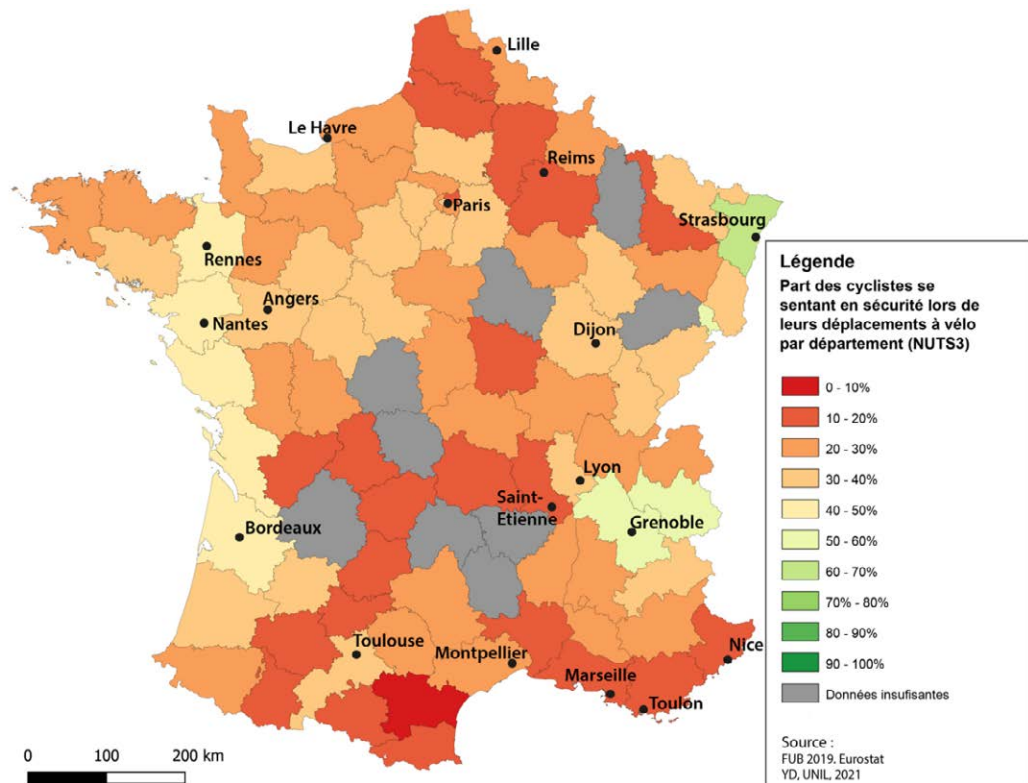 Lille
Le Havre
Reims
Paris
Strasbourg
Rennes
Angers
Nantes
Dijon
Lyon
Saint-
Etienne
Grenoble
Bordeaux
Toulouse
Montpellier
Nice
Marseille
Toulon
0 100 200 km
Légende
Part des cyclistes se
sentant en sécurité lors de
leurs déplacements à vélo
par département (NUTS3)
0 - 10%
10 - 20%
20 - 30%
30 - 40%
40 - 50%
50 - 60%
60 - 70%
70% - 80%
80 - 90%
90 - 100%
Données insufisantes
Source :
FUB 2019. Eurostat
YD, UNIL, 2021